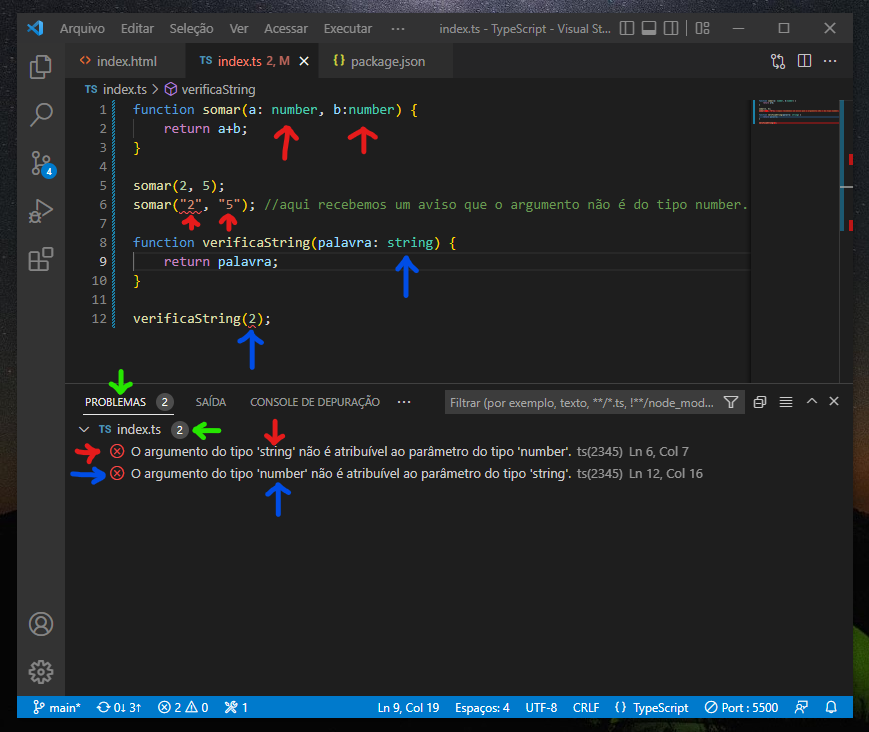 Arquivo Editar Seleção Ver Acessar Executar ··· index.ts - TypeScript - Visual St...
<> index.html TS index.ts 2, M × {} package.json ···
TS index.ts > verificaString
1 function somar(a: number, b:number) {
2 return a+b;
3 }
4
5 somar(2, 5);
6 somar("2", "5"); //aqui recebemos um aviso que o argumento não é do tipo number.
7
8 function verificaString(palavra: string) {
9 return palavra;
10 }
11
12 verificaString(2);
4
PROBLEMAS 2 SAÍDA CONSOLE DE DEPURAÇÃO ··· Filtrar (por exemplo, texto, **/*.ts, !**/node_mod...
TS index.ts 2
O argumento do tipo 'string' não é atribuível ao parâmetro do tipo 'number'. ts(2345) Ln 6, Col 7
O argumento do tipo 'number' não é atribuível ao parâmetro do tipo 'string'. ts(2345) Ln 12, Col 16
main* 0↓ 3↑ 2 0 1 Ln 9, Col 19 Espaços: 4 UTF-8 CRLF {} TypeScript Port : 5500